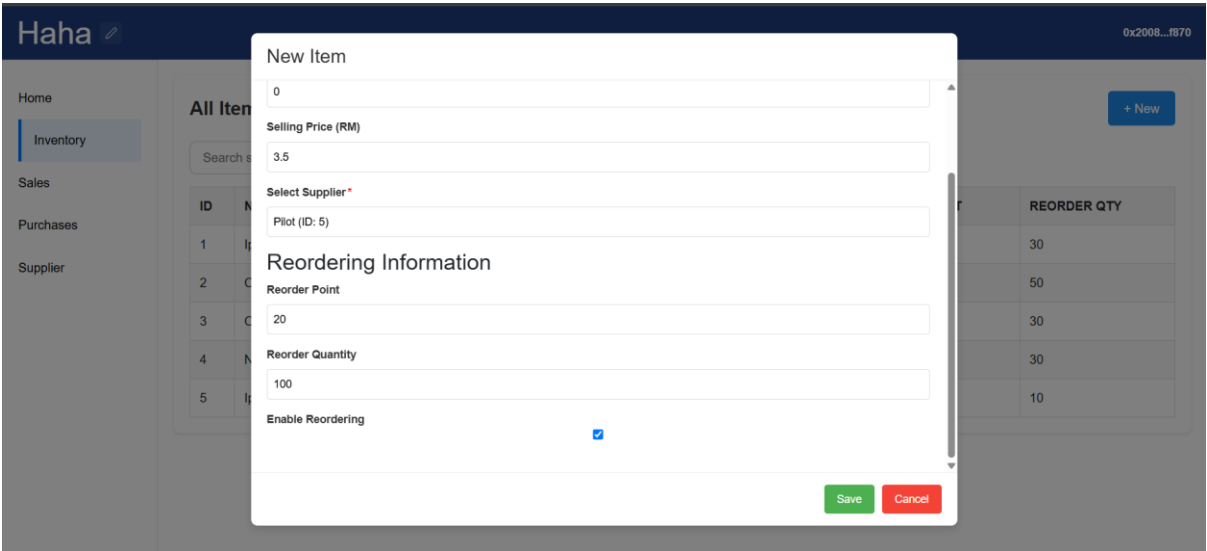 Haha
0x2008...f870
New Item
Home
Inventory
Sales
Purchases
Supplier
All Item
+ New
Search s
0
Selling Price (RM)
3.5
Select Supplier*
Pilot (ID: 5)
Reordering Information
Reorder Point
20
Reorder Quantity
100
Enable Reordering
Save
Cancel
ID N T REORDER QTY
1 Ip 30
2 C 50
3 C 30
4 N 30
5 Ip 10